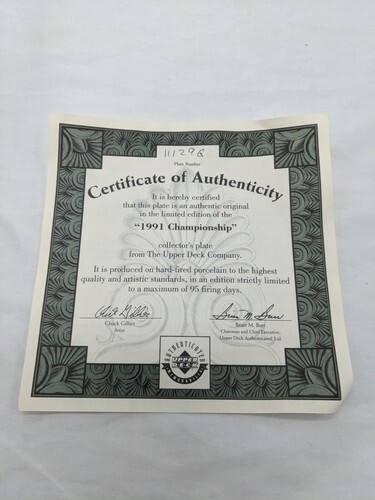 11129G
Plate Number
Certificate of Authenticity
It is hereby certified
that this plate is an authentic original
in the limited edition of the
"1991 Championship"
collector's plate
from The Upper Deck Company.
It is produced on hard-fired porcelain to the highest
quality and artistic standards, in an edition strictly limited
to a maximum of 95 firing days.
Chuck Gillies
Artist
Brian M. Burr
Chairman and Chief Executive,
Upper Deck Authenticated, Ltd.
AUTHENTICATED
UPPER
DECK
MEMORABILIA